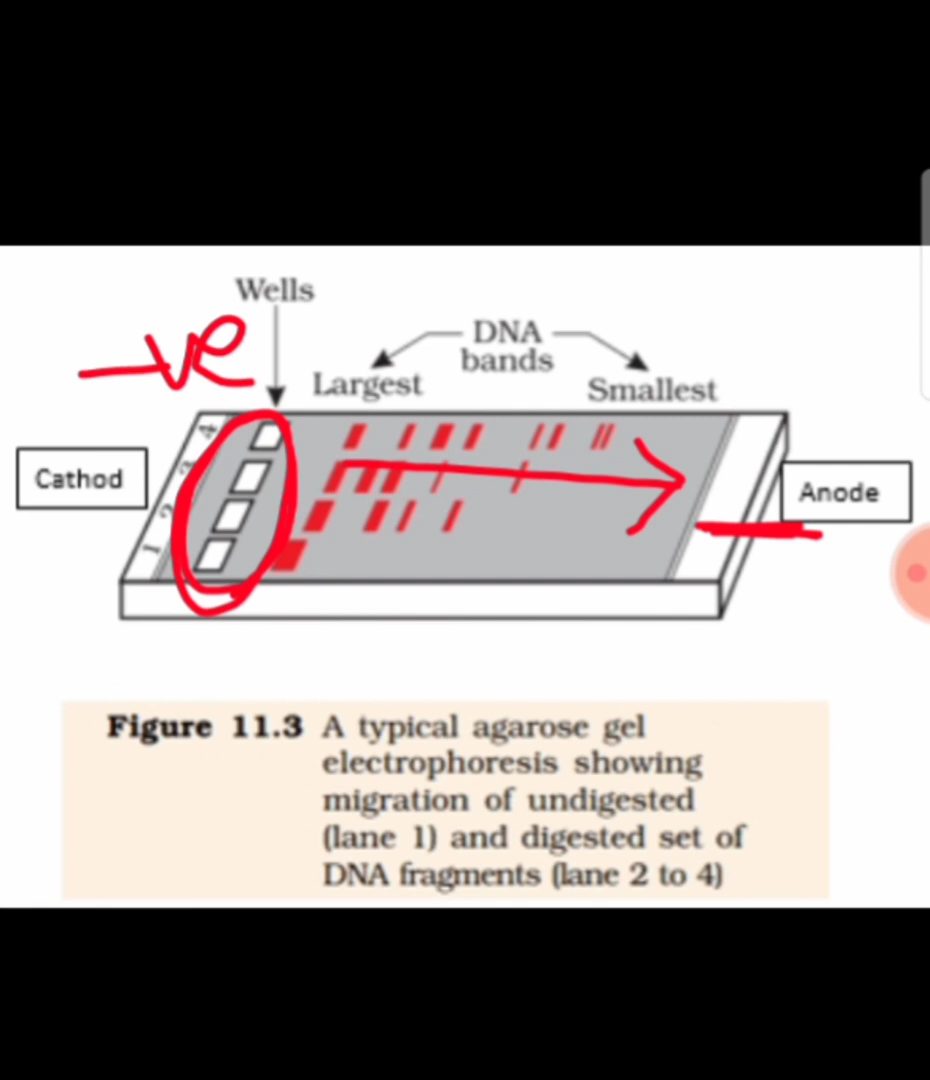 Wells
-ve
DNA
bands
Largest
Smallest
4
3
2
1
Cathod
Anode
Figure 11.3 A typical agarose gel
electrophoresis showing
migration of undigested
(lane 1) and digested set of
DNA fragments (lane 2 to 4)